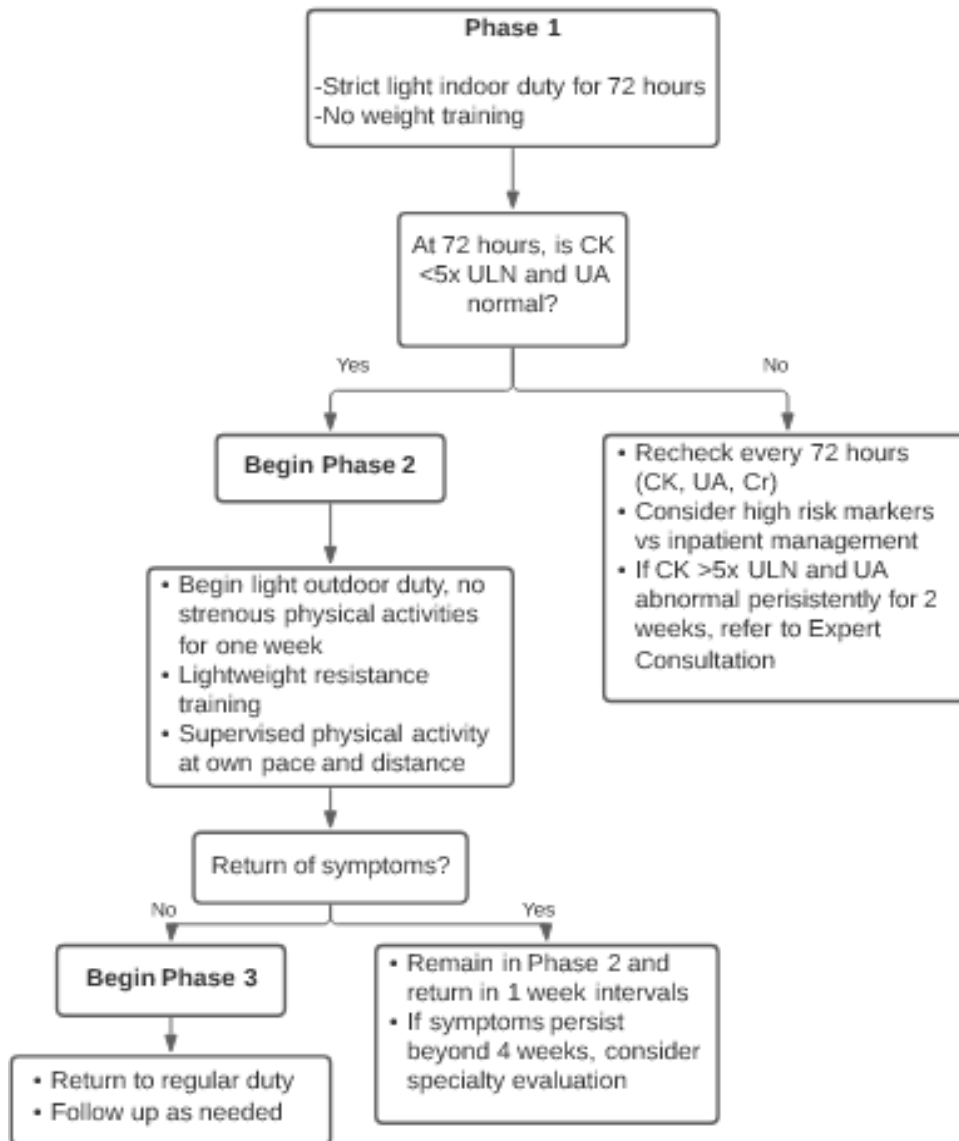 Phase 1
-Strict light indoor duty for 72 hours
-No weight training
At 72 hours, is CK
<5x ULN and UA
normal?
Yes
No
Begin Phase 2
• Recheck every 72 hours
(CK, UA, Cr)
• Consider high risk markers
vs inpatient management
• If CK >5x ULN and UA
abnormal perisistently for 2
weeks, refer to Expert
Consultation
• Begin light outdoor duty, no
strenous physical activities
for one week
• Lightweight resistance
training
• Supervised physical activity
at own pace and distance
Return of symptoms?
No
Yes
Begin Phase 3
• Remain in Phase 2 and
return in 1 week intervals
• If symptoms persist
beyond 4 weeks, consider
specialty evaluation
• Return to regular duty
• Follow up as needed